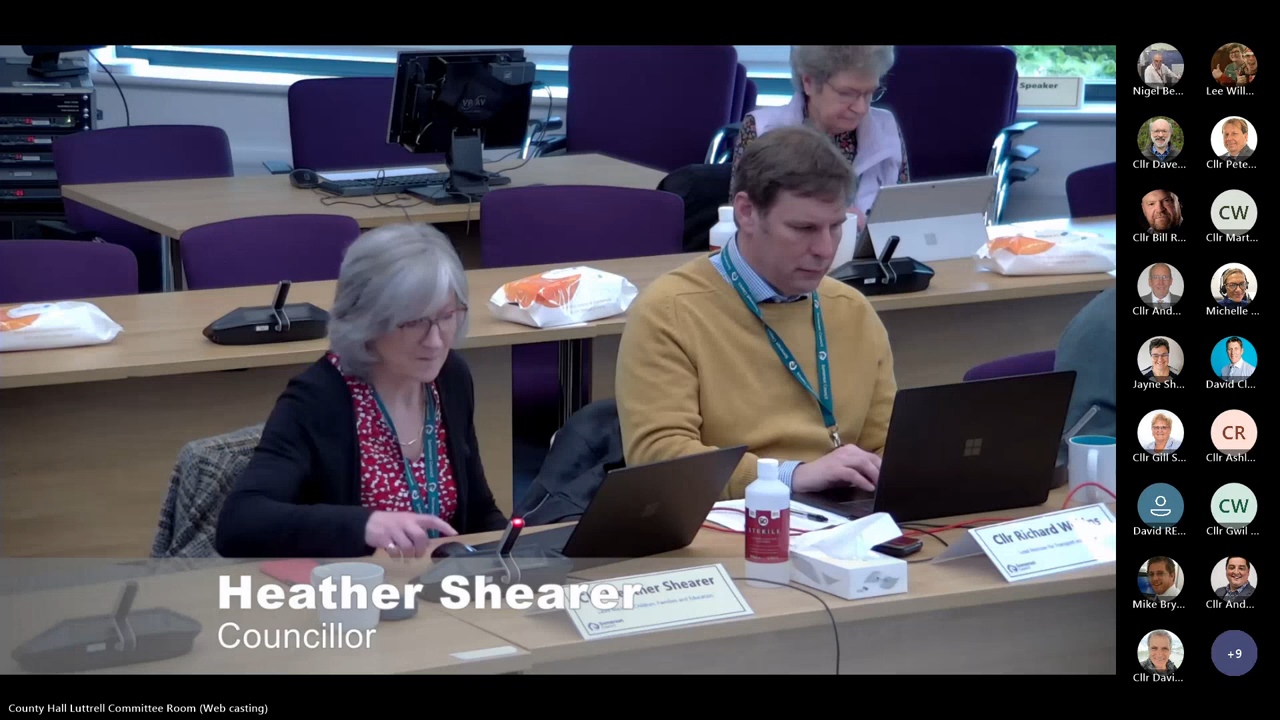 Speaker
Nigel Be...
Lee Will...
Cllr Dave...
Cllr Pete...
Cllr Bill R...
CW
Cllr Mart...
Cllr And...
Michelle ...
Jayne Sh...
David Cl...
Cllr Gill S...
CR
Cllr Ashl...
David RE...
CW
Cllr Gwil ...
Mike Bry...
Cllr And...
Cllr Davi...
+9
STERILE
Cllr Richard
Shearer
Heather Shearer
Councillor
County Hall Luttrell Committee Room (Web casting)